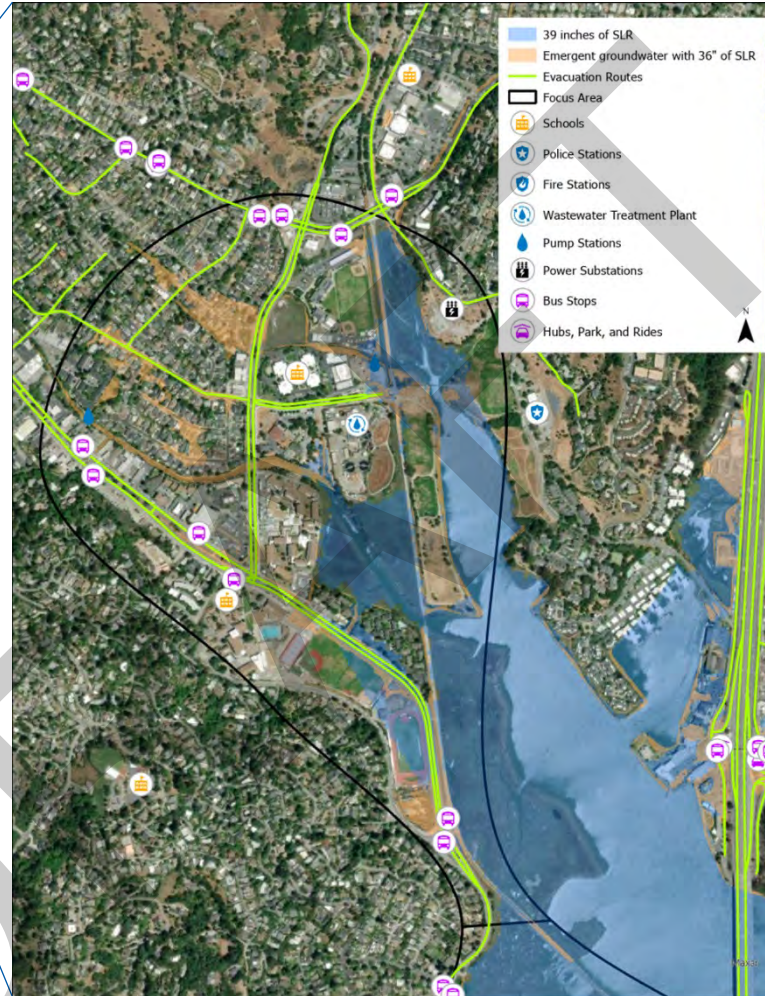 39 inches of SLR
Emergent groundwater with 36" of SLR
Evacuation Routes
Focus Area
Schools
Police Stations
Fire Stations
Wastewater Treatment Plant
Pump Stations
Power Substations
Bus Stops
Hubs, Park, and Rides
N